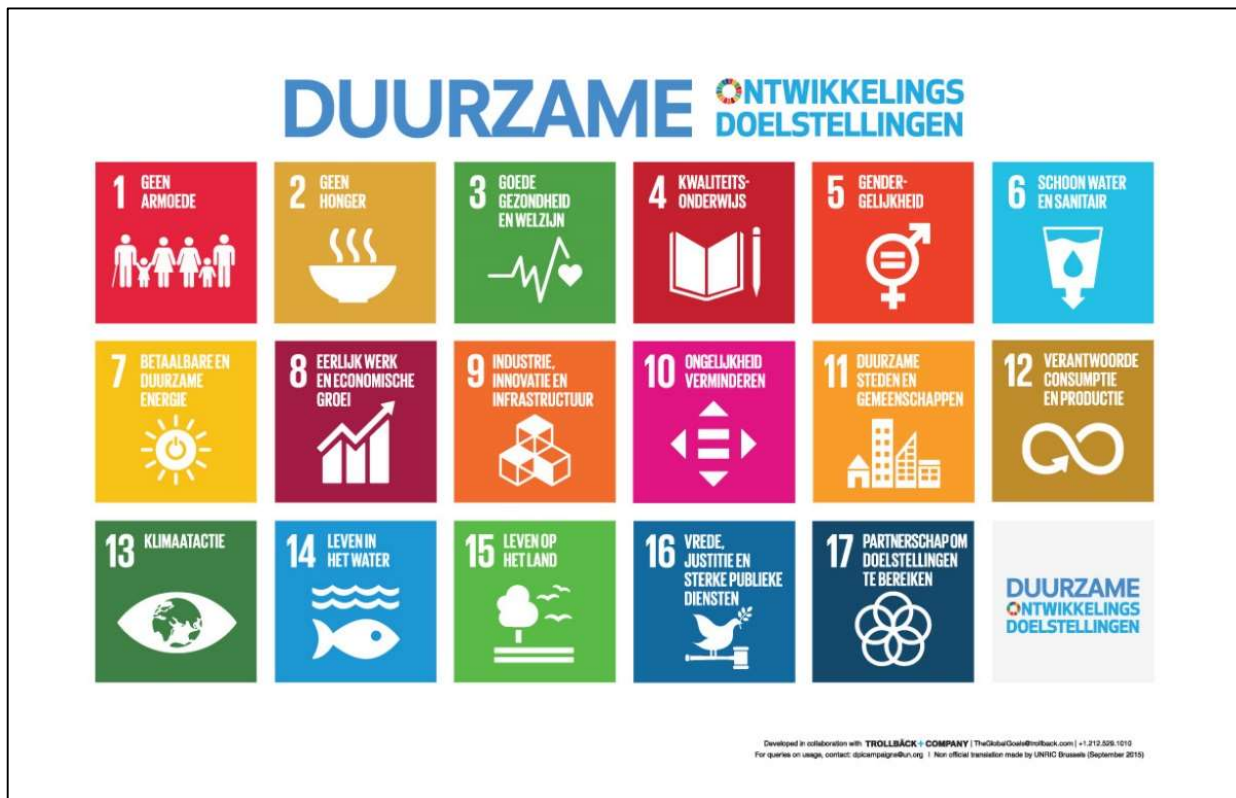 DUURZAME ONTWIKKELINGS
DOELSTELLINGEN
1 GEEN
ARMOEDE
2 GEEN
HONGER
3 GOEDE
GEZONDHEID
EN WELZIJN
4 KWALITEITS-
ONDERWIJS
5 GENDER-
GELIJKHEID
6 SCHOON WATER
EN SANITAIR
7 BETAALBARE EN
DUURZAME
ENERGIE
8 EERLIJK WERK
EN ECONOMISCHE
GROEI
9 INDUSTRIE,
INNOVATIE EN
INFRASTRUCTUUR
10 ONGELIJKHEID
VERMINDEREN
11 DUURZAME
STEDEN EN
GEMEENSCHAPPEN
12 VERANTWOORDE
CONSUMPTIE
EN PRODUCTIE
13 KLIMAATACTIE
14 LEVEN IN
HET WATER
15 LEVEN OP
HET LAND
16 VREDE,
JUSTITIE EN
STERKE PUBLIEKE
DIENSTEN
17 PARTNERSCHAP OM
DOELSTELLINGEN
TE BEREIKEN
DUURZAME
ONTWIKKELINGS
DOELSTELLINGEN
Developed in collaboration with TROLLBÄCK+COMPANY | TheGlobalGoals@trollback.com | +1.212.529.1010
For queries on usage, contact: dpicampaigns@un.org | Non official translation made by UNRIC Brussels (September 2015)